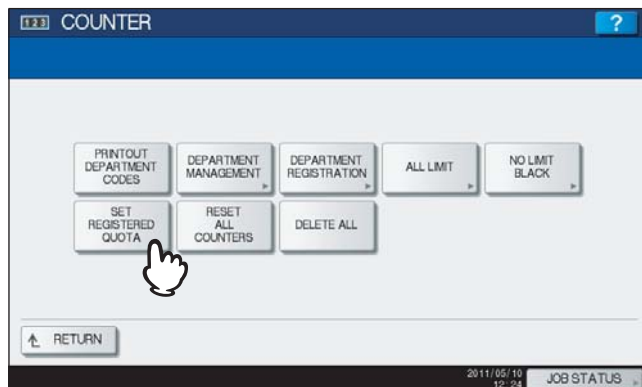 123 COUNTER ?
PRINTOUT
DEPARTMENT
CODES
DEPARTMENT
MANAGEMENT
DEPARTMENT
REGISTRATION
ALL LIMIT
NO LIMIT
BLACK
SET
REGISTERED
QUOTA
RESET
ALL
COUNTERS
DELETE ALL
RETURN
2011/05/10
12:24
JOB STATUS